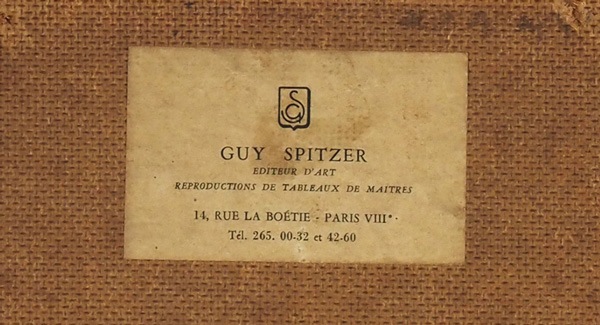 SG
GUY SPITZER
EDITEUR D'ART
REPRODUCTIONS DE TABLEAUX DE MAITRES
14, RUE LA BOÉTIE - PARIS VIIIᵉ·
Tél. 265. 00-32 et 42-60